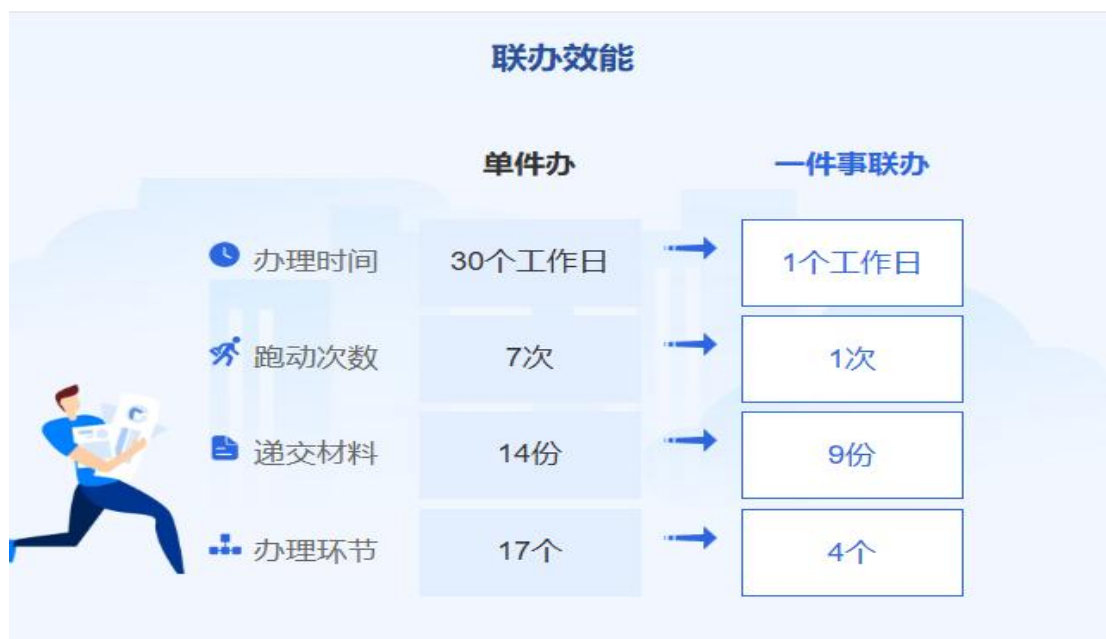 联办效能
单件办 一件事联办
办理时间 30个工作日 1个工作日
跑动次数 7次 1次
递交材料 14份 9份
办理环节 17个 4个